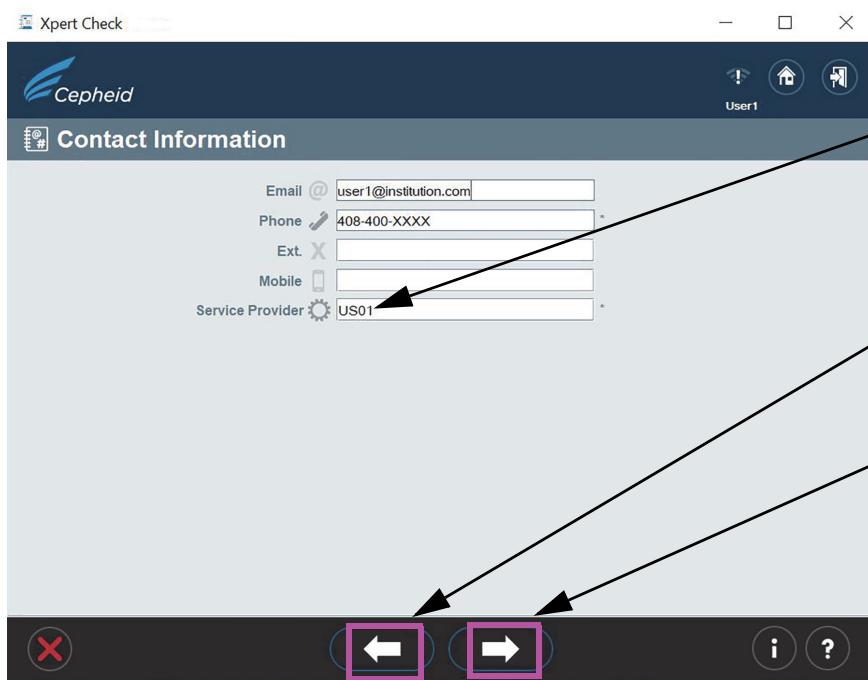 Xpert Check
Cepheid
User1
Contact Information
Email @ user1@institution.com
Phone 408-400-XXXX *
Ext. X
Mobile
Service Provider US01 *
i ?